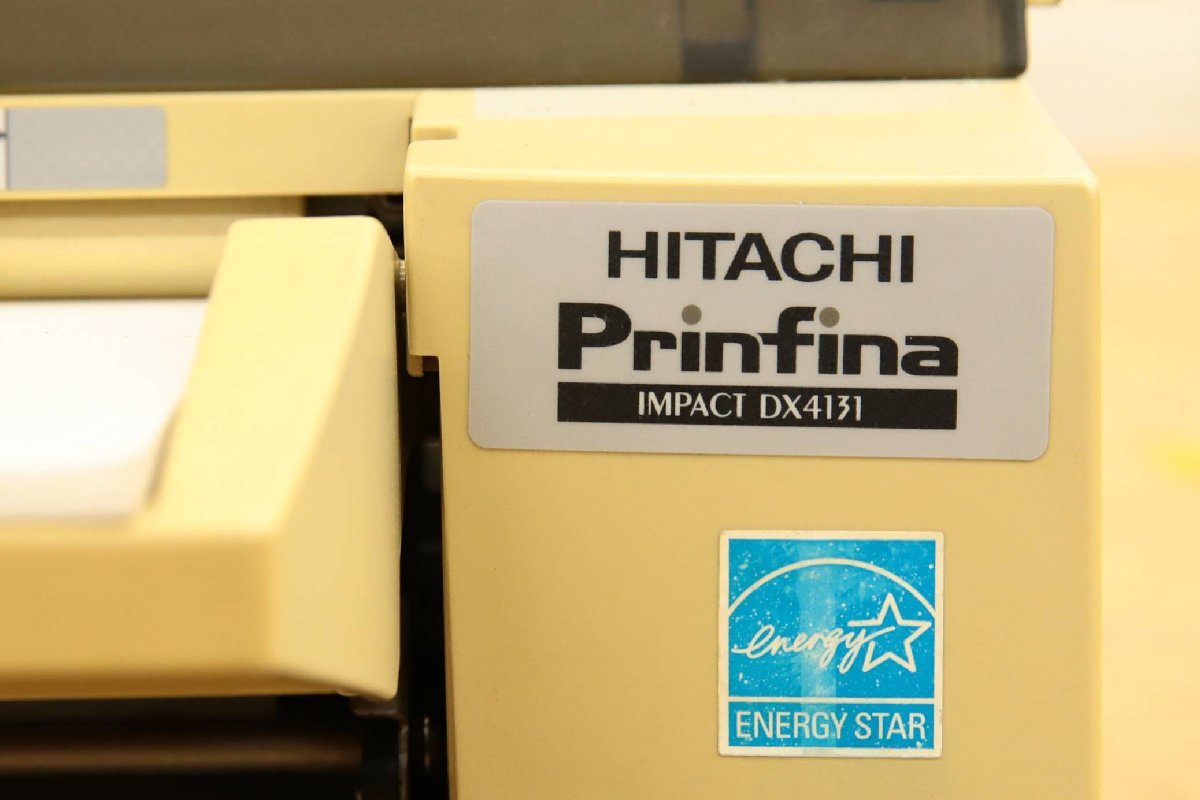 HITACHI
Prinfina
IMPACT DX4131
energy
ENERGY STAR